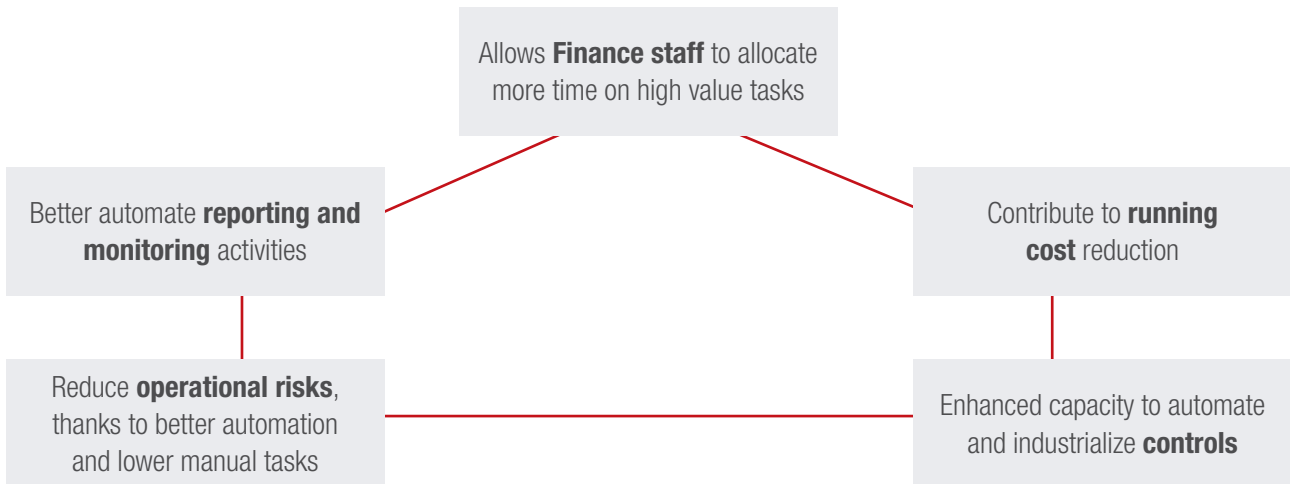 Allows Finance staff to allocate
more time on high value tasks
Better automate reporting and
monitoring activities
Contribute to running
cost reduction
Reduce operational risks,
thanks to better automation
and lower manual tasks
Enhanced capacity to automate
and industrialize controls